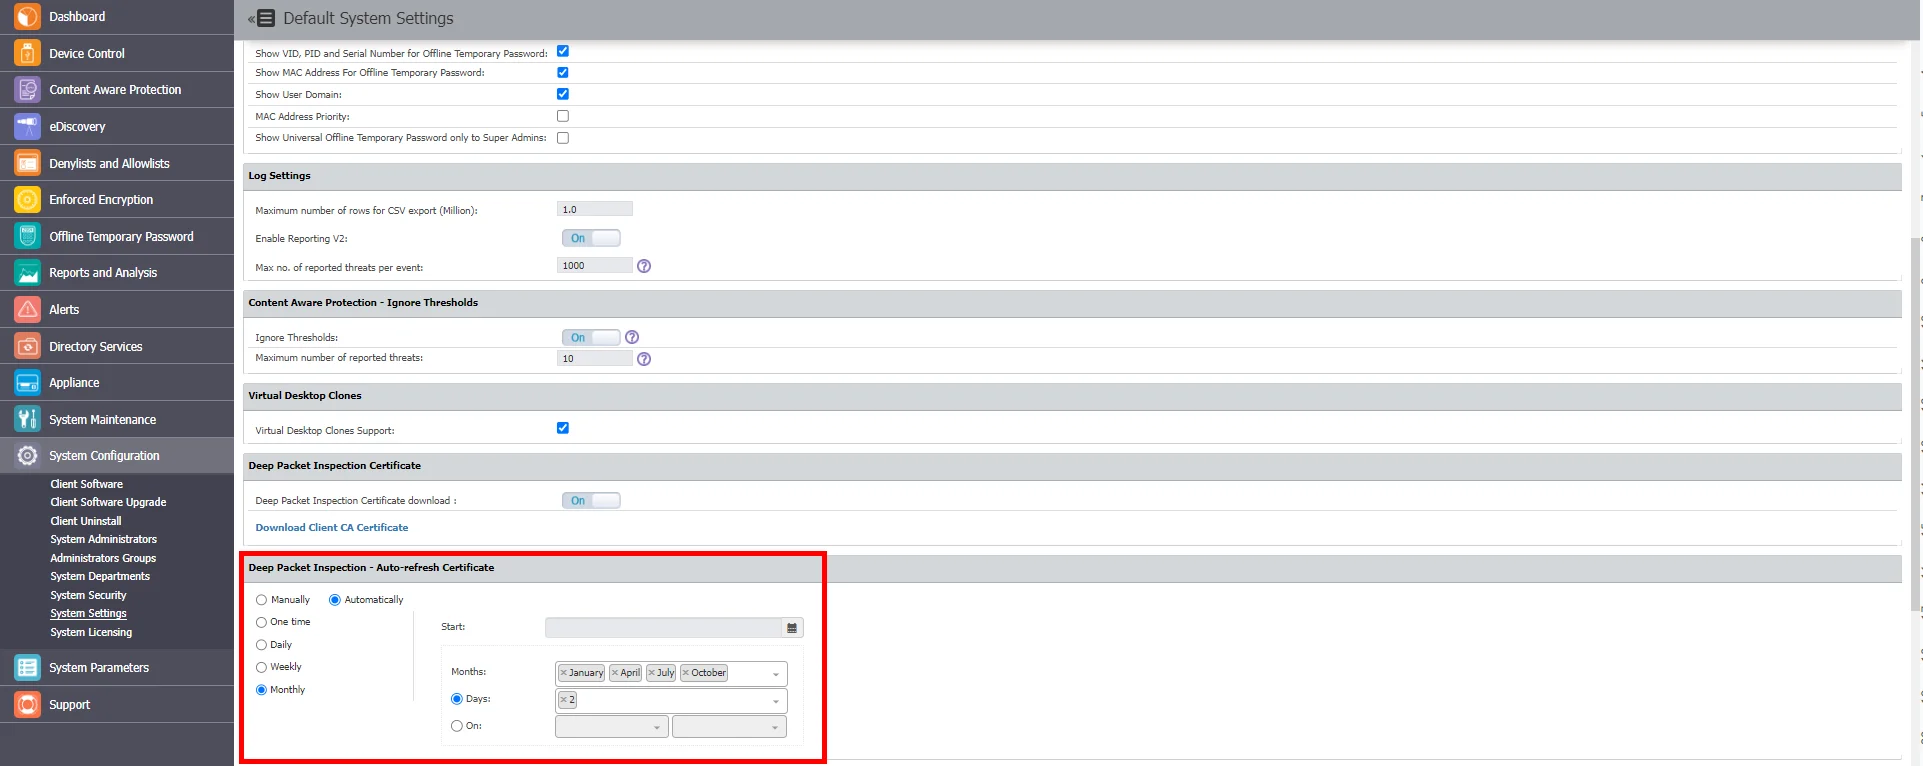 Dashboard
Device Control
Content Aware Protection
eDiscovery
Denylists and Allowlists
Enforced Encryption
Offline Temporary Password
Reports and Analysis
Alerts
Directory Services
Appliance
System Maintenance
System Configuration
Client Software
Client Software Upgrade
Client Uninstall
System Administrators
Administrators Groups
System Departments
System Security
System Settings
System Licensing
System Parameters
Support
Default System Settings
Show VID, PID and Serial Number for Offline Temporary Password:
Show MAC Address For Offline Temporary Password:
Show User Domain:
MAC Address Priority:
Show Universal Offline Temporary Password only to Super Admins:
Log Settings
Maximum number of rows for CSV export (Million): 1.0
Enable Reporting V2: On
Max no. of reported threats per event: 1000 ?
Content Aware Protection - Ignore Thresholds
Ignore Thresholds: On ?
Maximum number of reported threats: 10 ?
Virtual Desktop Clones
Virtual Desktop Clones Support:
Deep Packet Inspection Certificate
Deep Packet Inspection Certificate download : On
Download Client CA Certificate
Deep Packet Inspection - Auto-refresh Certificate
Manually Automatically
One time
Daily
Weekly
Monthly
Start:
Months: × January × April × July × October
Days: × 2
On: